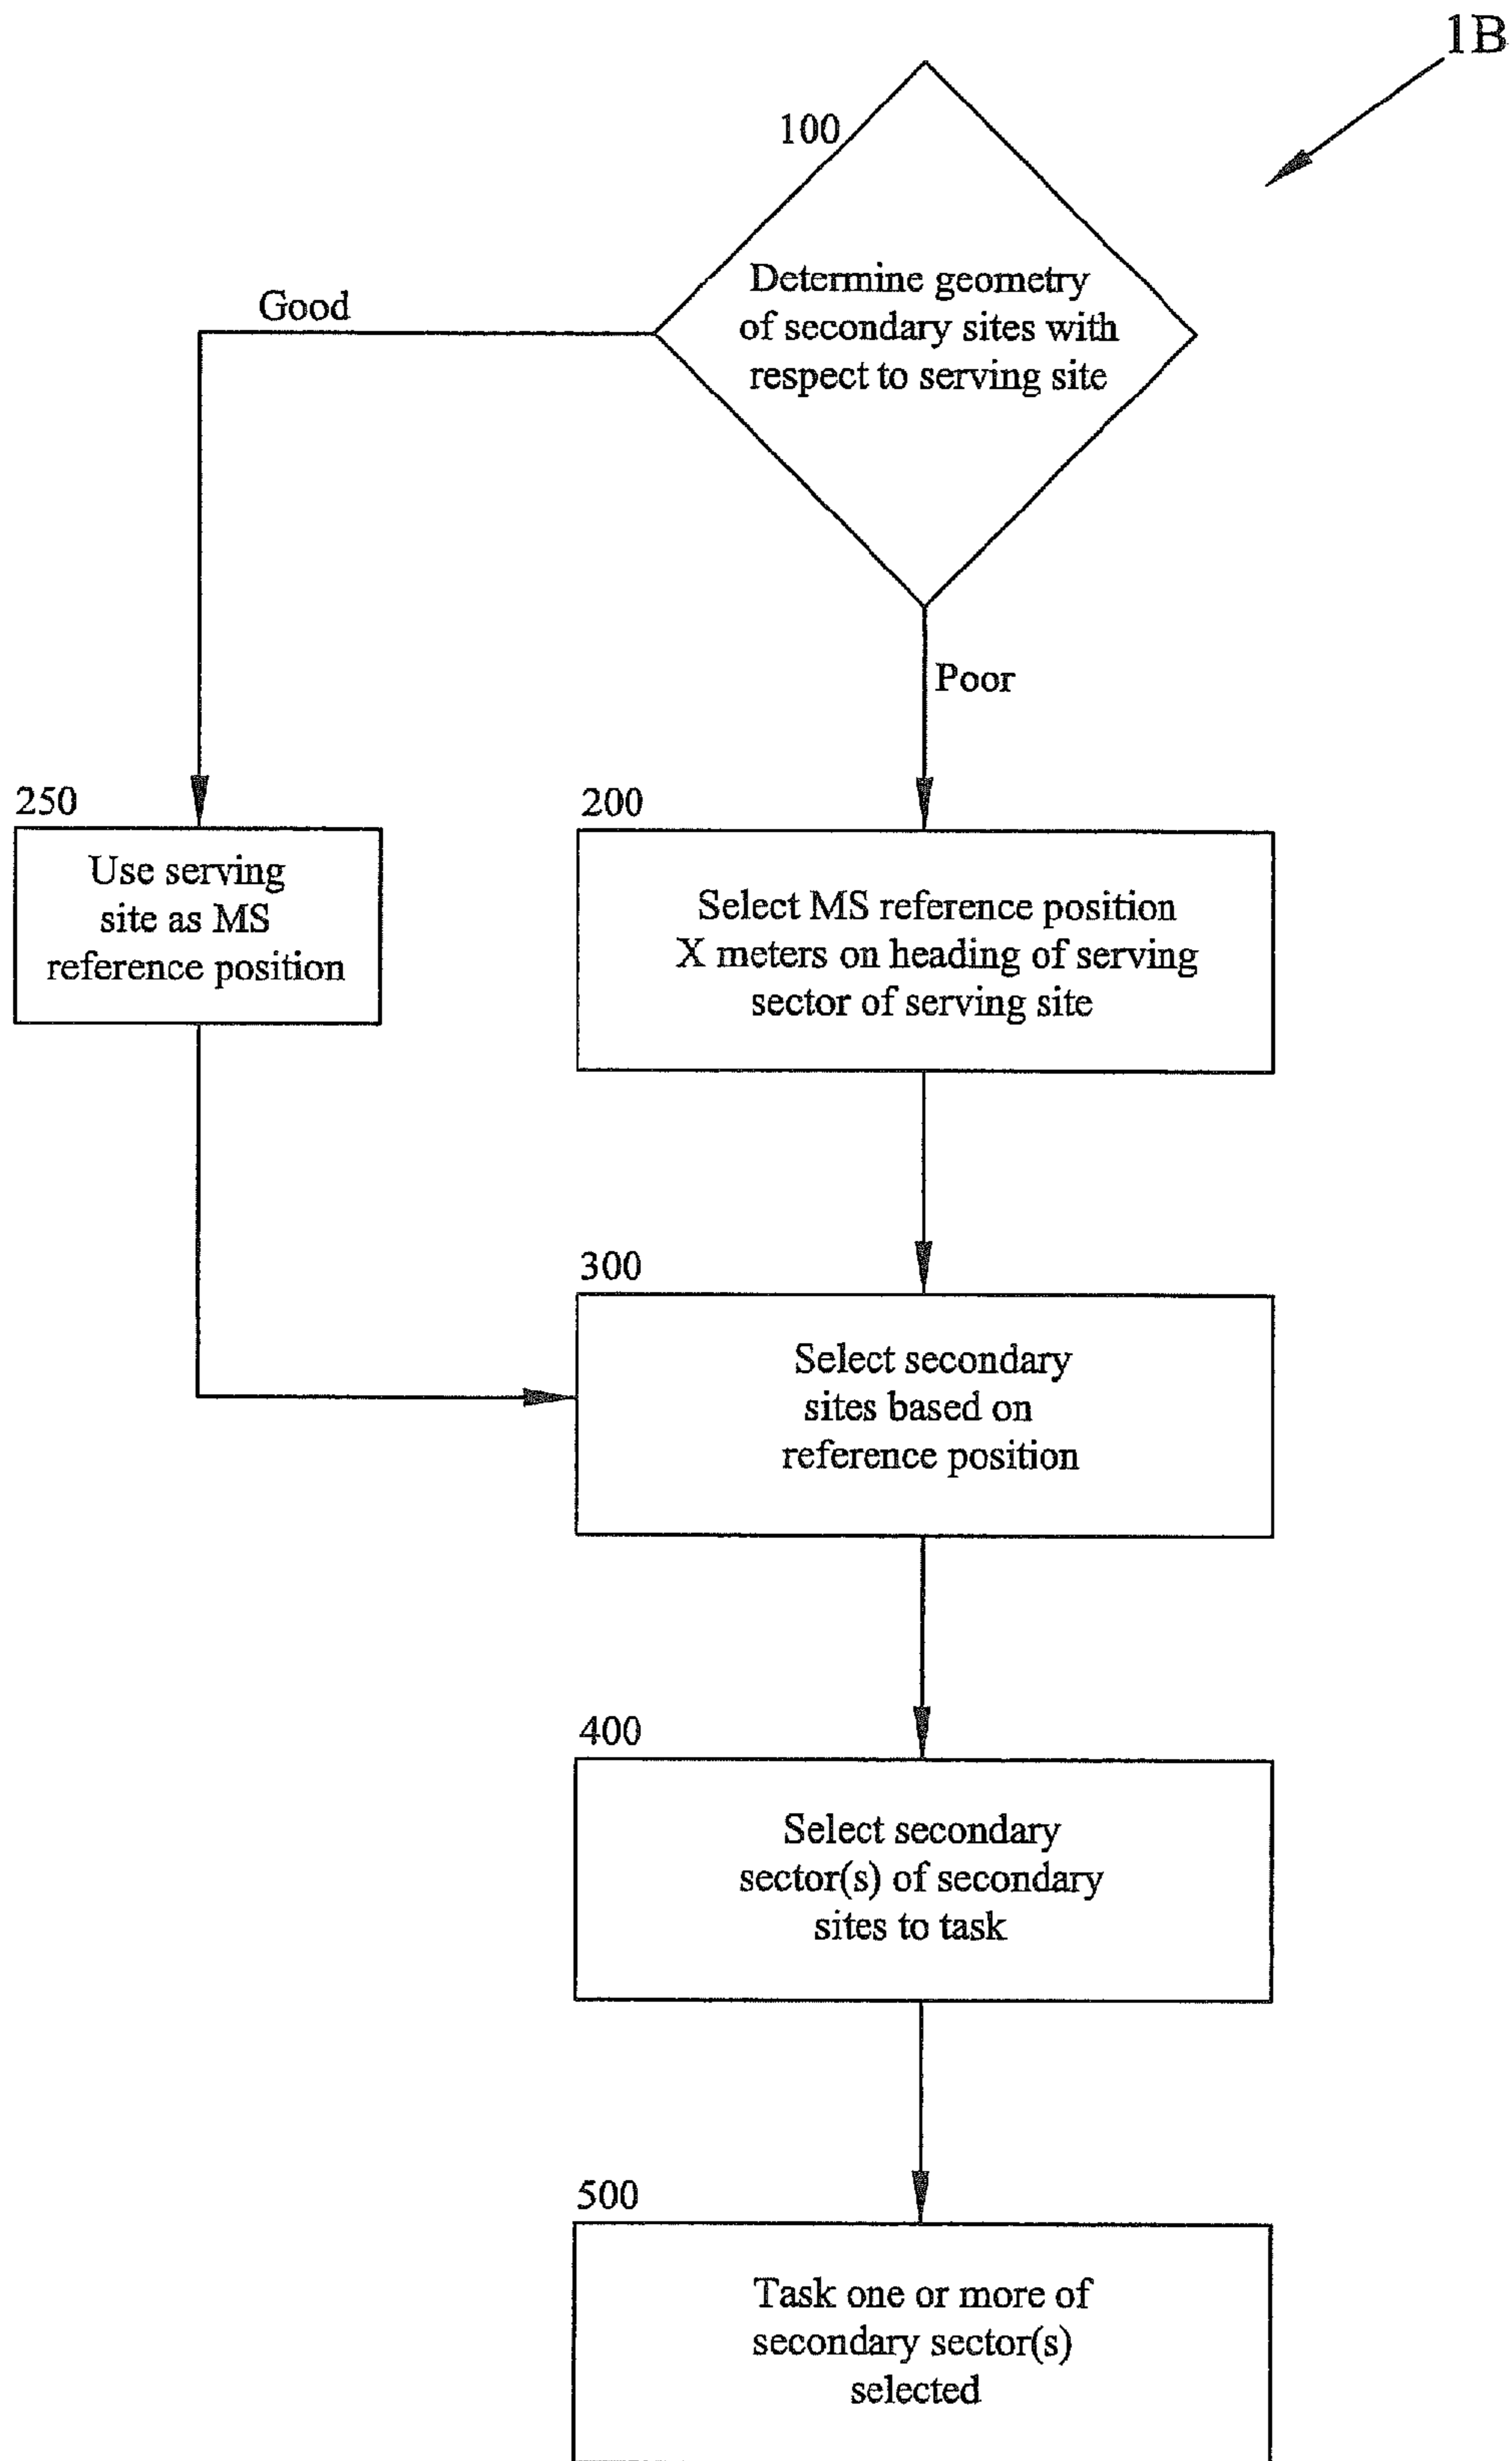 1B
100
Determine geometry
of secondary sites with
respect to serving site
Good
Poor
250
Use serving
site as MS
reference position
200
Select MS reference position
X meters on heading of serving
sector of serving site
300
Select secondary
sites based on
reference position
400
Select secondary
sector(s) of secondary
sites to task
500
Task one or more of
secondary sector(s)
selected